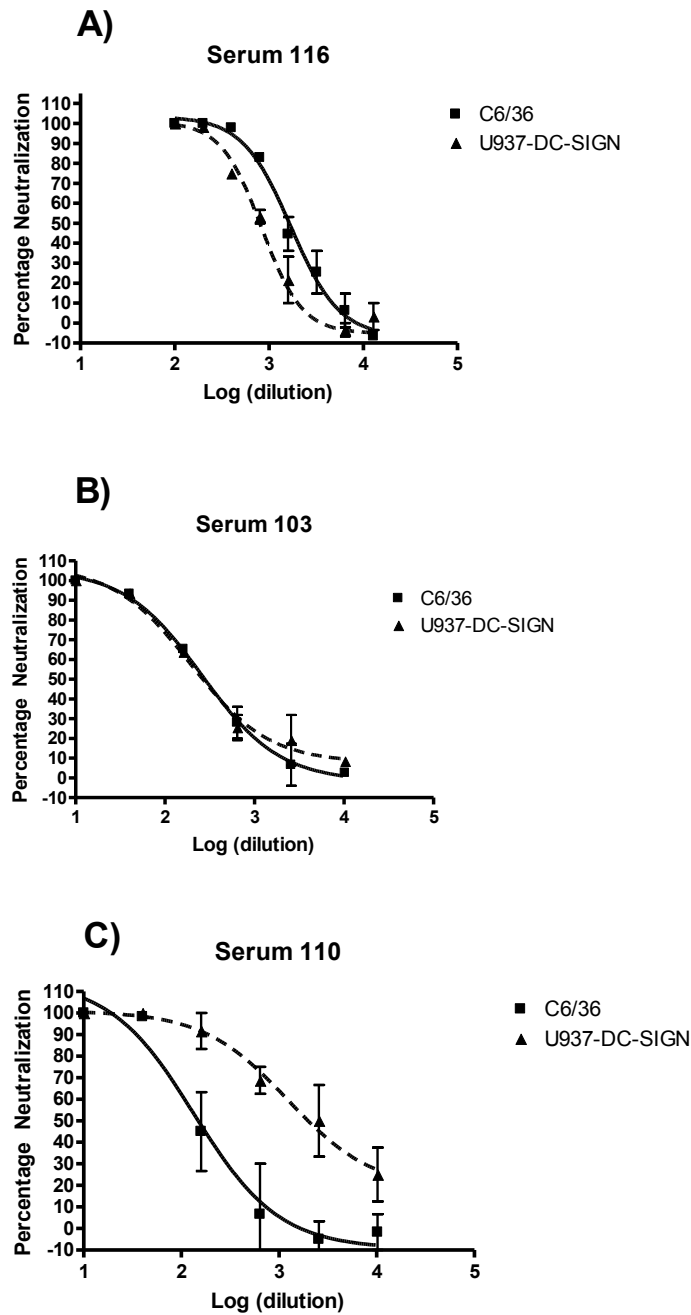 A)
Serum 116
Percentage Neutralization
110
100
90
80
70
60
50
40
30
20
10
0
-10
1 2 3 4 5
Log (dilution)
C6/36
U937-DC-SIGN
B)
Serum 103
Percentage Neutralization
110
100
90
80
70
60
50
40
30
20
10
0
-10
1 2 3 4 5
Log (dilution)
C6/36
U937-DC-SIGN
C)
Serum 110
Percentage Neutralization
110
100
90
80
70
60
50
40
30
20
10
0
-10
1 2 3 4 5
Log (dilution)
C6/36
U937-DC-SIGN